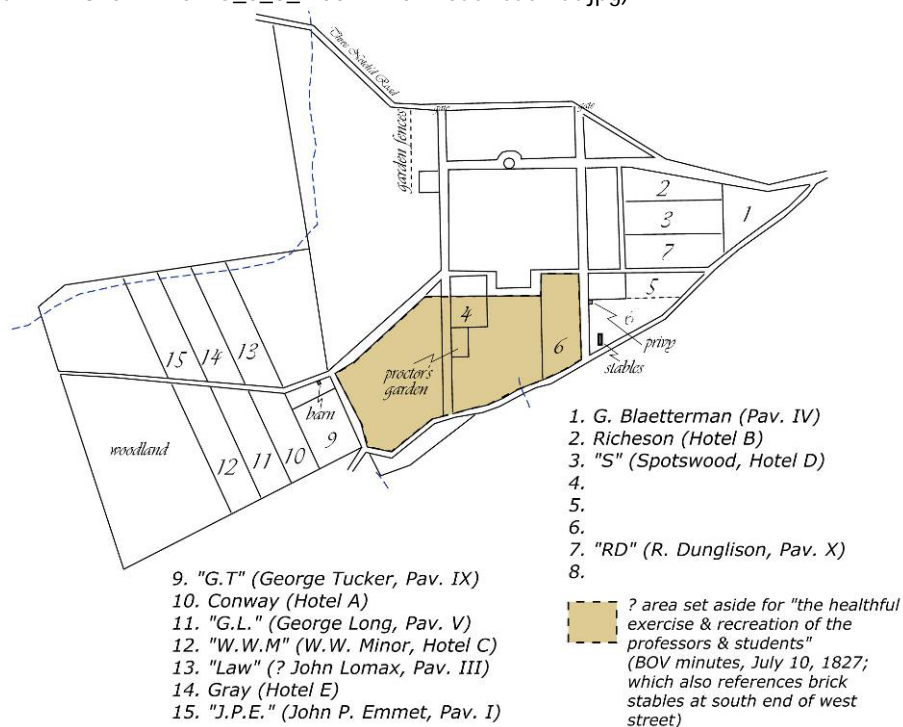 jpg)
Three Notch'd Road
gate
gate
garden fences
2
1
3
7
5
4
6
privy
stables
proctor's
garden
15
14
13
barn
9
10
11
12
woodland
1. G. Blaetterman (Pav. IV)
2. Richeson (Hotel B)
3. "S" (Spotswood, Hotel D)
4.
5.
6.
7. "RD" (R. Dunglison, Pav. X)
8.
9. "G.T" (George Tucker, Pav. IX)
10. Conway (Hotel A)
11. "G.L." (George Long, Pav. V)
12. "W.W.M" (W.W. Minor, Hotel C)
13. "Law" (? John Lomax, Pav. III)
14. Gray (Hotel E)
15. "J.P.E." (John P. Emmet, Pav. I)
? area set aside for "the healthful
exercise & recreation of the
professors & students"
(BOV minutes, July 10, 1827;
which also references brick
stables at south end of west
street)